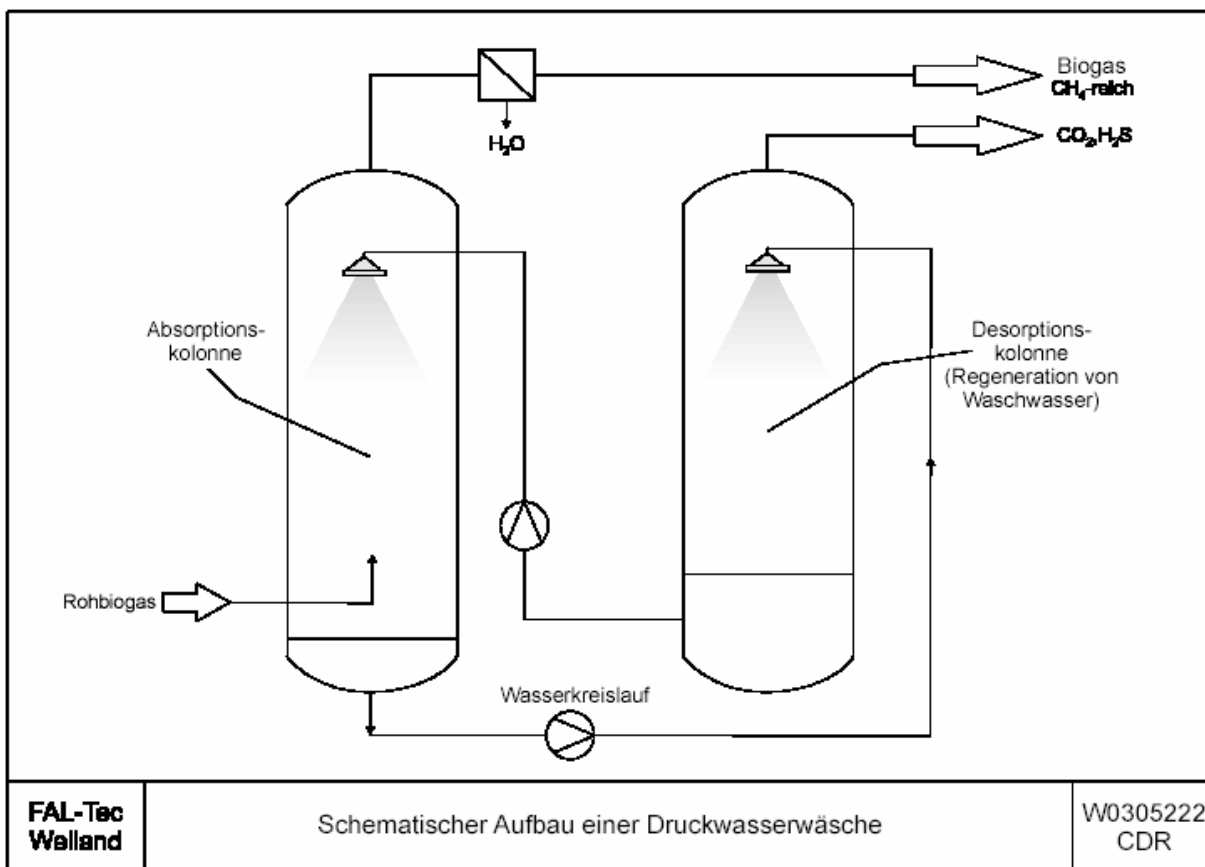 Biogas
CH₄-reich
H₂O
CO₂,H₂S
Absorptions-
kolonne
Desorptions-
kolonne
(Regeneration von
Waschwasser)
Rohbiogas
Wasserkreislauf
FAL-Tec
Weiland
Schematischer Aufbau einer Druckwasserwäsche
W0305222
CDR